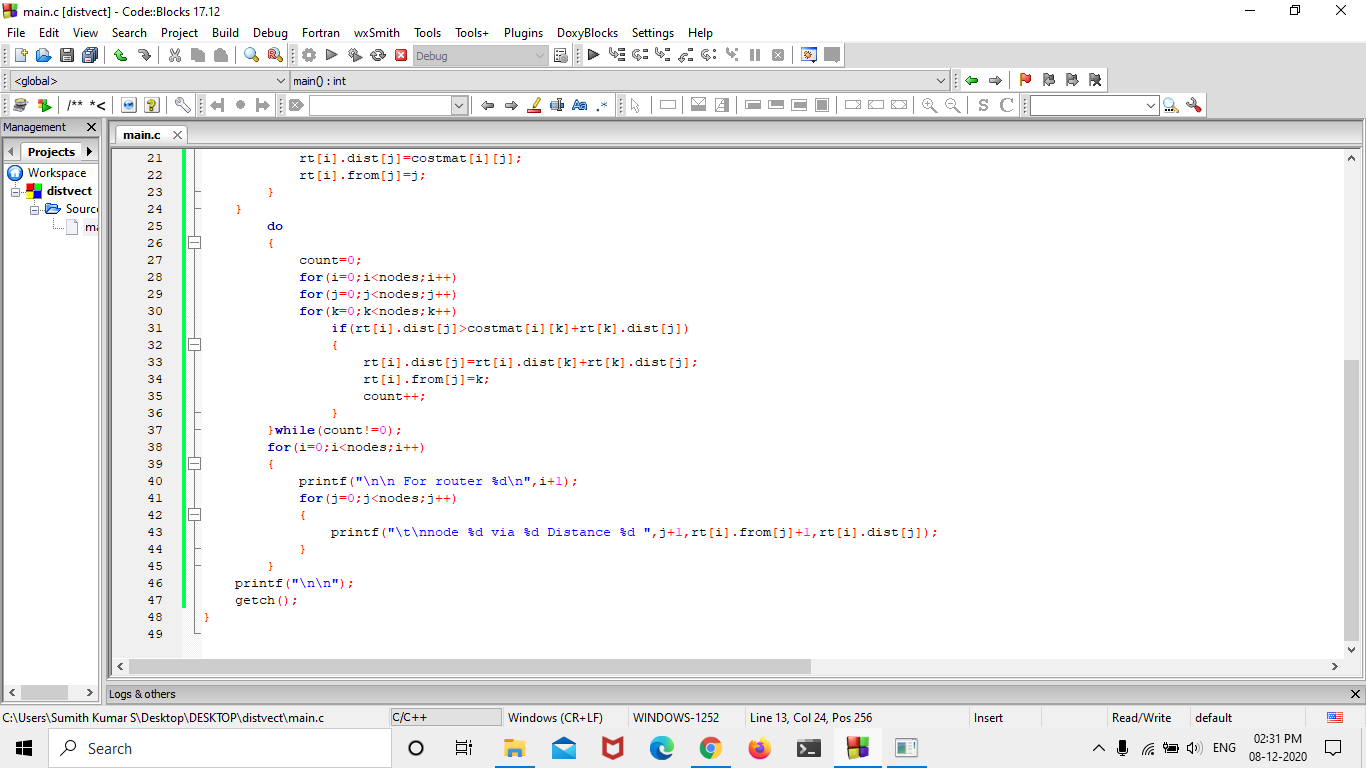 main.c [distvect] - Code::Blocks 17.12
File Edit View Search Project Build Debug Fortran wxSmith Tools Tools+ Plugins DoxyBlocks Settings Help
Debug
<global> main() : int
/** *<
Aa .*
S C
Management
main.c
Projects
Workspace
distvect
Sourc
ma
21 rt[i].dist[j]=costmat[i][j];
22 rt[i].from[j]=j;
23 }
24 }
25 do
26 {
27 count=0;
28 for(i=0;i<nodes;i++)
29 for(j=0;j<nodes;j++)
30 for(k=0;k<nodes;k++)
31 if(rt[i].dist[j]>costmat[i][k]+rt[k].dist[j])
32 {
33 rt[i].dist[j]=rt[i].dist[k]+rt[k].dist[j];
34 rt[i].from[j]=k;
35 count++;
36 }
37 }while(count!=0);
38 for(i=0;i<nodes;i++)
39 {
40 printf("\n\n For router %d\n",i+1);
41 for(j=0;j<nodes;j++)
42 {
43 printf("\t\nnode %d via %d Distance %d ",j+1,rt[i].from[j]+1,rt[i].dist[j]);
44 }
45 }
46 printf("\n\n");
47 getch();
48 }
49
Logs & others
C:\Users\Sumith Kumar S\Desktop\DESKTOP\distvect\main.c C/C++ Windows (CR+LF) WINDOWS-1252 Line 13, Col 24, Pos 256 Insert Read/Write default
Search
ENG
02:31 PM
08-12-2020